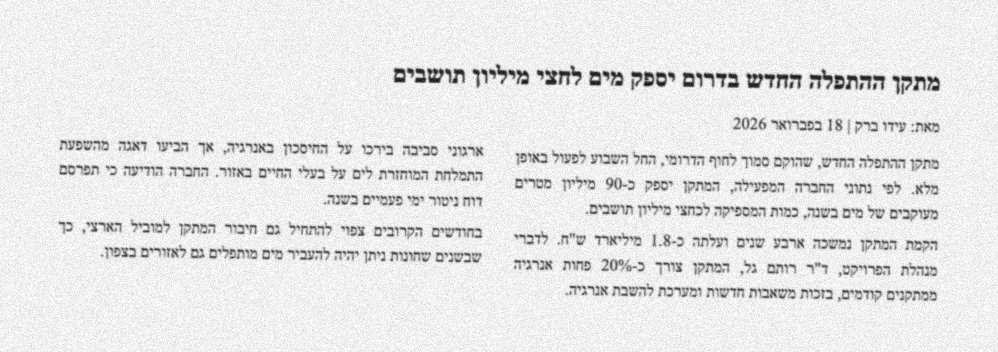 מתקן ההתפלה החדש בדרום יספק מים לחצי מיליון תושבים
מאת: עידו ברק | 18 בפברואר 2026
מתקן ההתפלה החדש, שהוקם סמוך לחוף הדרומי, החל השבוע לפעול באופן
מלא. לפי נתוני החברה המפעילה, המתקן יספק כ-90 מיליון מטרים
מעוקבים של מים בשנה, כמות המספיקה לכחצי מיליון תושבים.
הקמת המתקן נמשכה ארבע שנים ועלתה כ-1.8 מיליארד ש"ח. לדברי
מנהלת הפרויקט, ד"ר רותם גל, המתקן צורך כ-20% פחות אנרגיה
ממתקנים קודמים, בזכות משאבות חדשות ומערכת להשבת אנרגיה.
ארגוני סביבה בירכו על החיסכון באנרגיה, אך הביעו דאגה מהשפעת
התמלחת המוחזרת לים על בעלי החיים באזור. החברה הודיעה כי תפרסם
דוח ניטור ימי פעמיים בשנה.
בחודשים הקרובים צפוי להתחיל גם חיבור המתקן למוביל הארצי, כך
שבשנים שחונות ניתן יהיה להעביר מים מותפלים גם לאזורים בצפון.